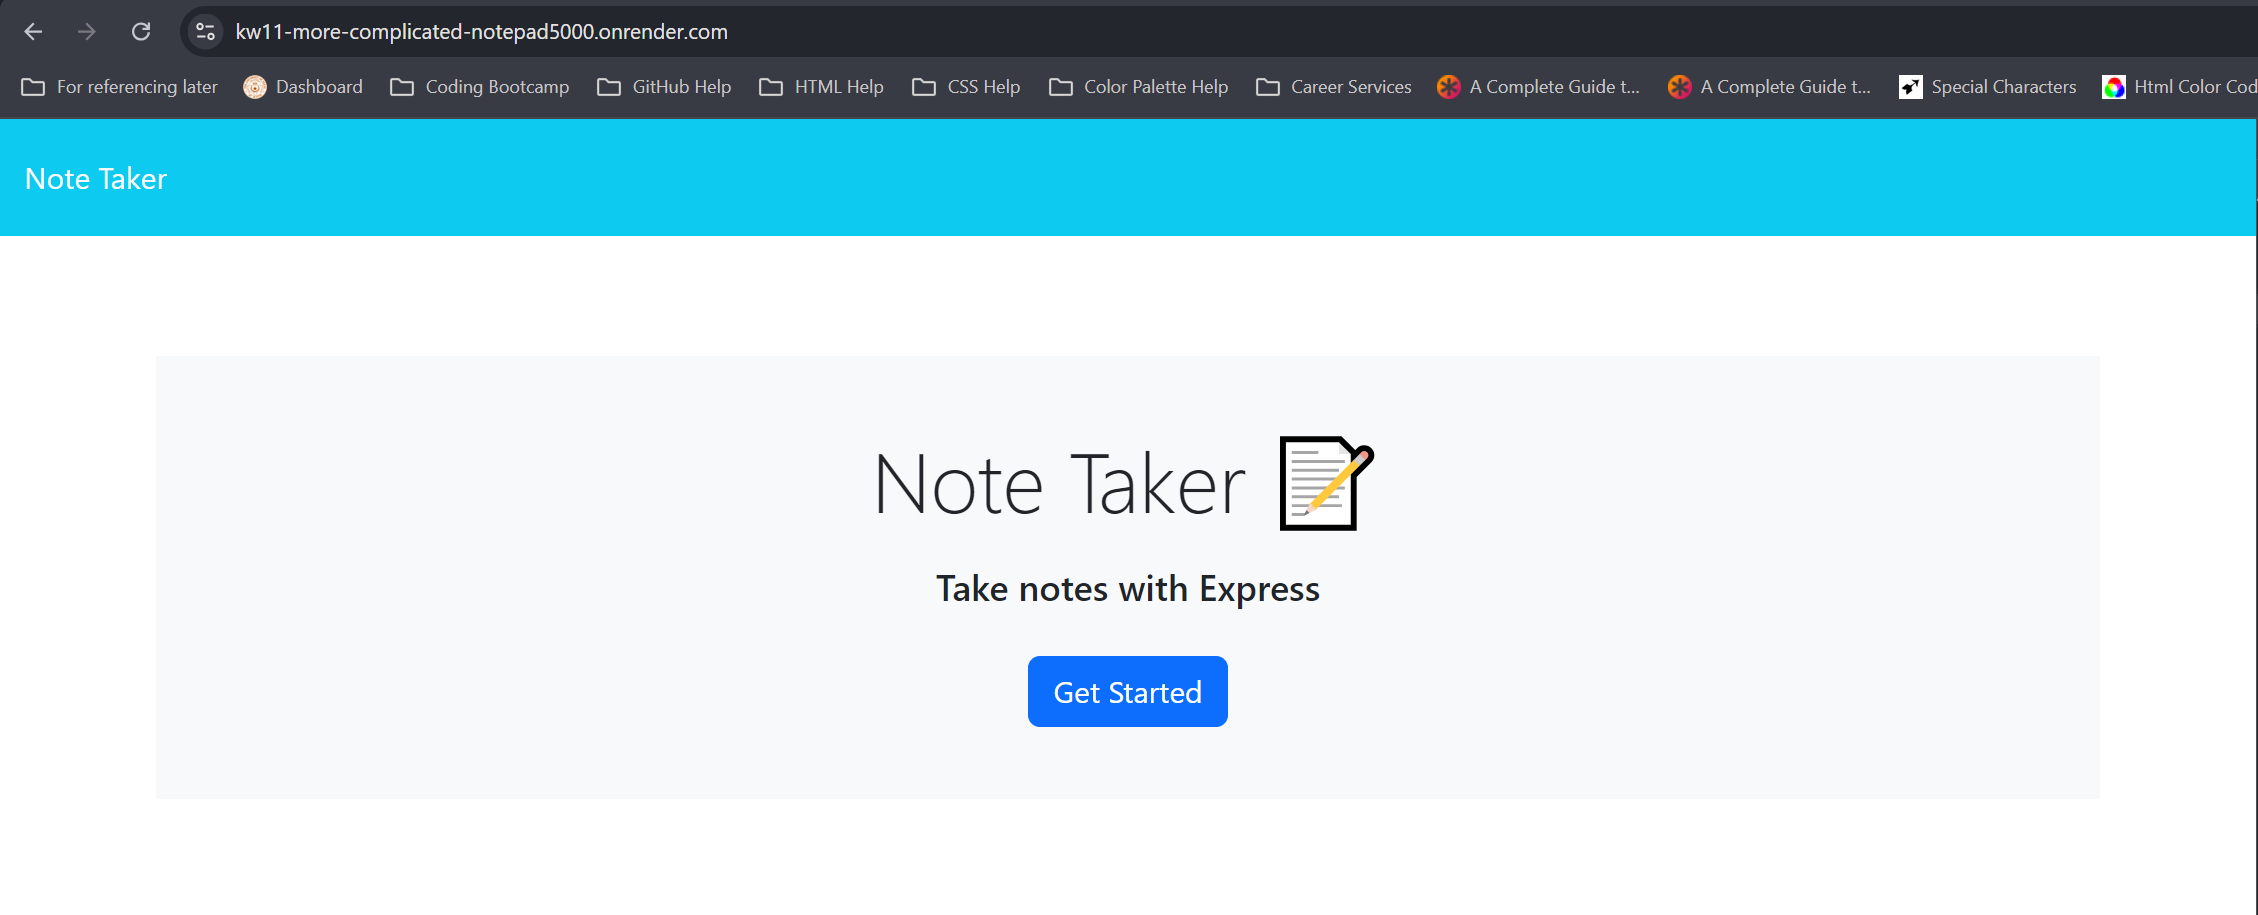 kw11-more-complicated-notepad5000.onrender.com
For referencing later Dashboard Coding Bootcamp GitHub Help HTML Help CSS Help Color Palette Help Career Services A Complete Guide t... A Complete Guide t... Special Characters Html Color Cod
Note Taker
Note Taker
Take notes with Express
Get Started